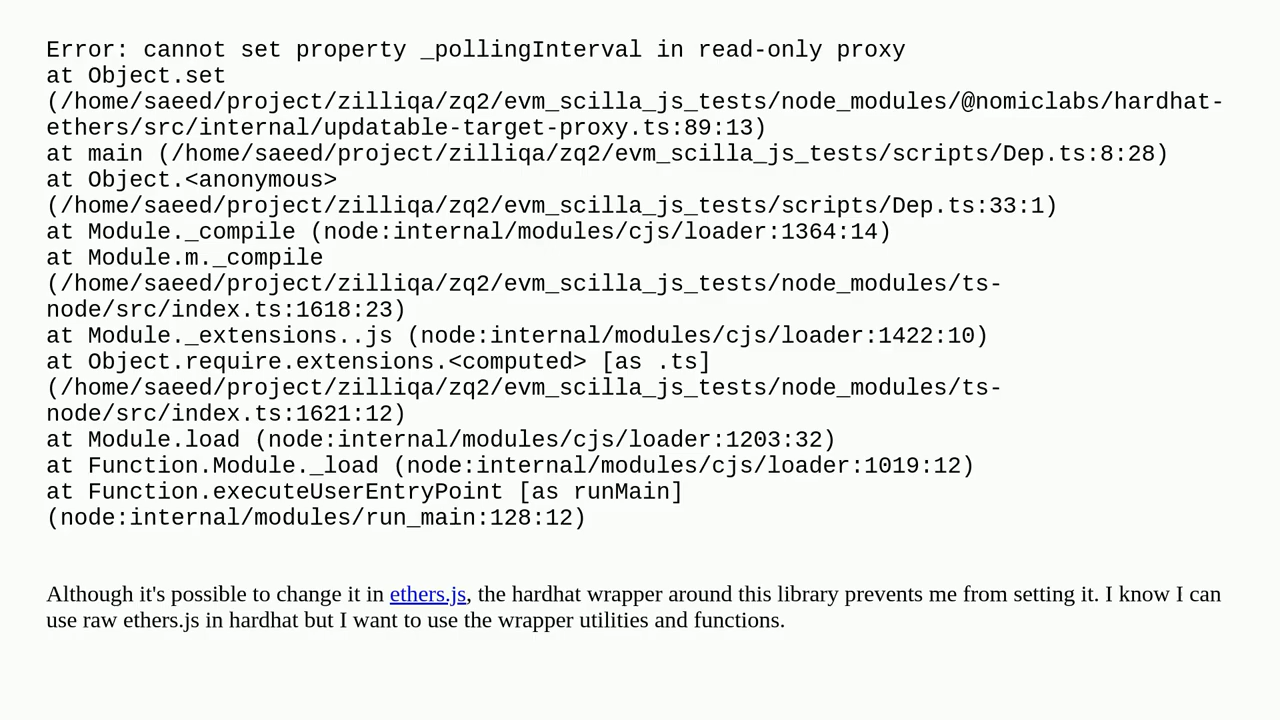 Error: cannot set property _pollingInterval in read-only proxy
at Object.set
(/home/saeed/project/zilliqa/zq2/evm_scilla_js_tests/node_modules/@nomiclabs/hardhat-
ethers/src/internal/updatable-target-proxy.ts:89:13)
at main (/home/saeed/project/zilliqa/zq2/evm_scilla_js_tests/scripts/Dep.ts:8:28)
at Object.<anonymous>
(/home/saeed/project/zilliqa/zq2/evm_scilla_js_tests/scripts/Dep.ts:33:1)
at Module._compile (node:internal/modules/cjs/loader:1364:14)
at Module.m._compile
(/home/saeed/project/zilliqa/zq2/evm_scilla_js_tests/node_modules/ts-
node/src/index.ts:1618:23)
at Module._extensions..js (node:internal/modules/cjs/loader:1422:10)
at Object.require.extensions.<computed> [as .ts]
(/home/saeed/project/zilliqa/zq2/evm_scilla_js_tests/node_modules/ts-
node/src/index.ts:1621:12)
at Module.load (node:internal/modules/cjs/loader:1203:32)
at Function.Module._load (node:internal/modules/cjs/loader:1019:12)
at Function.executeUserEntryPoint [as runMain]
(node:internal/modules/run_main:128:12)
Although it's possible to change it in ethers.js, the hardhat wrapper around this library prevents me from setting it. I know I can
use raw ethers.js in hardhat but I want to use the wrapper utilities and functions.